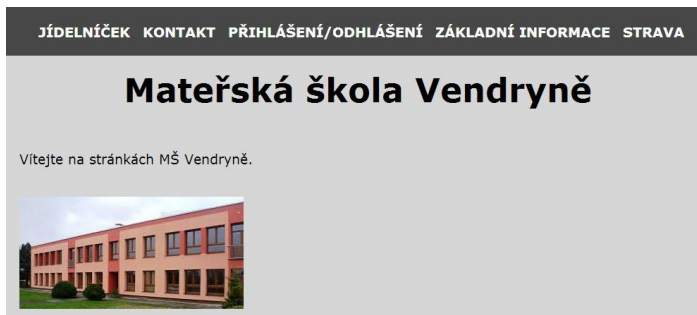 JÍDELNÍČEK KONTAKT PŘIHLÁŠENÍ/ODHLÁŠENÍ ZÁKLADNÍ INFORMACE STRAVA
Mateřská škola Vendryně
Vítejte na stránkách MŠ Vendryně.